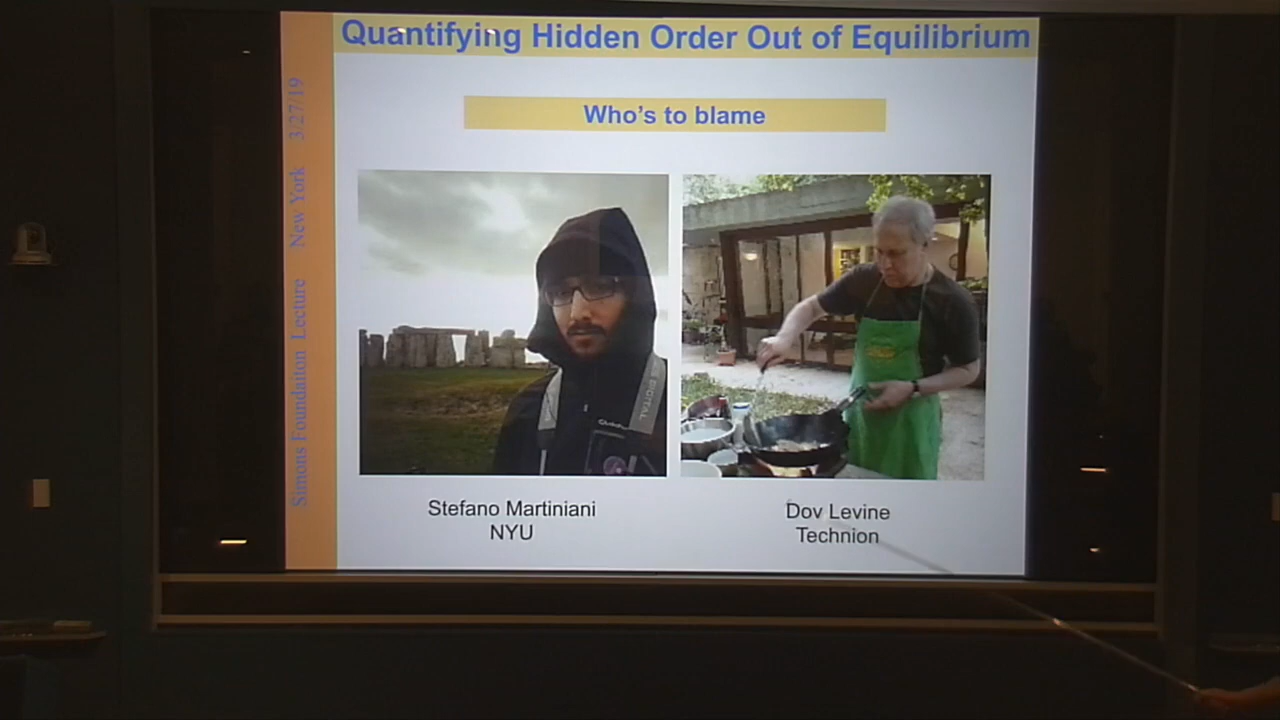 Quantifying Hidden Order Out of Equilibrium
Simons Foundaiton Lecture New York 3/27/19
Who's to blame
Stefano Martiniani
NYU
Dov Levine
Technion